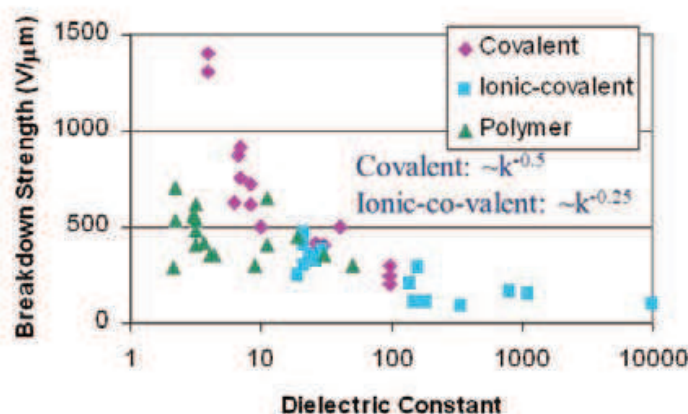 1500
1000
500
0
Breakdown Strength (V/μm)
Covalent
Ionic-covalent
Polymer
Covalent: ~k^-0.5
Ionic-co-valent: ~k^-0.25
1 10 100 1000 10000
Dielectric Constant